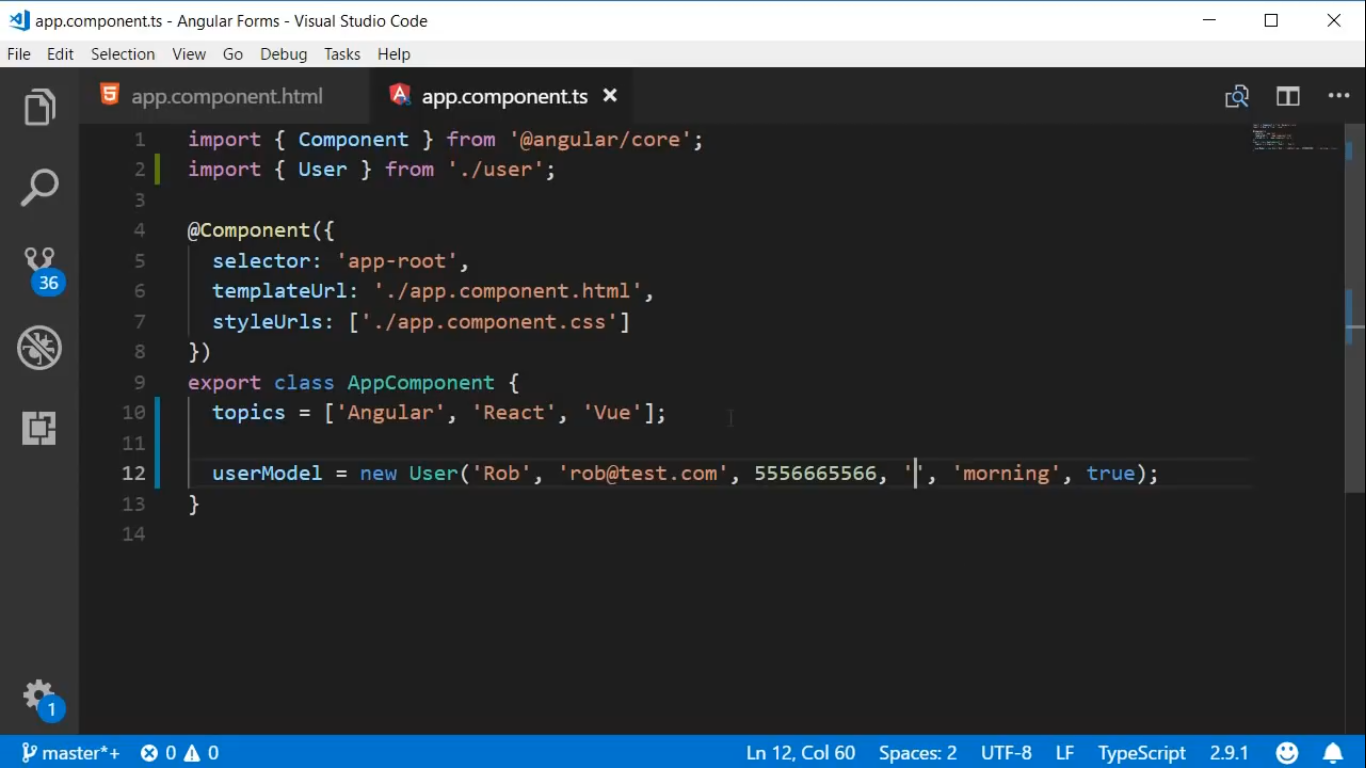 app.component.ts - Angular Forms - Visual Studio Code
File Edit Selection View Go Debug Tasks Help
app.component.html app.component.ts
1 import { Component } from '@angular/core';
2 import { User } from './user';
3
4 @Component({
5 selector: 'app-root',
6 templateUrl: './app.component.html',
7 styleUrls: ['./app.component.css']
8 })
9 export class AppComponent {
10 topics = ['Angular', 'React', 'Vue'];
11
12 userModel = new User('Rob', 'rob@test.com', 5556665566, '', 'morning', true);
13 }
14
36
1
master*+ 0 0 Ln 12, Col 60 Spaces: 2 UTF-8 LF TypeScript 2.9.1